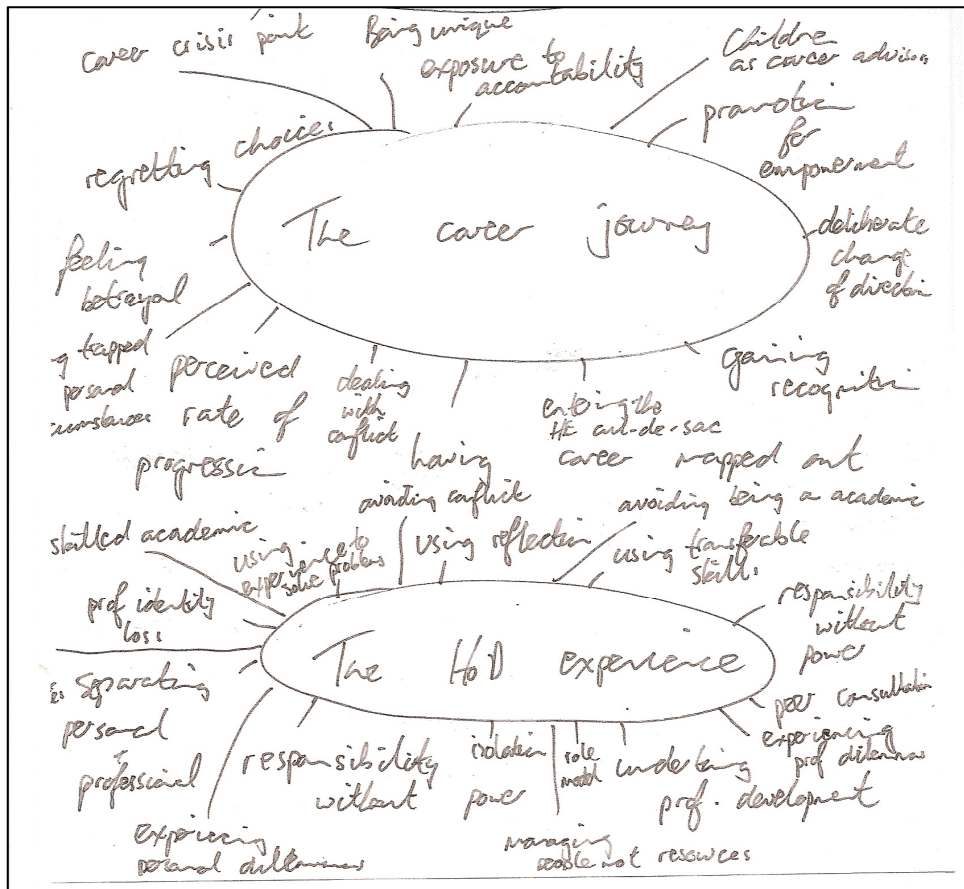 career crisis point
Being unique
exposure to
accountability
Children
as career advisors
promotion
for
empowerment
regretting choices
The career journey
deliberate
change
of direction
feeling
betrayal
g trapped
personal
cumstances
perceived
rate of
progression
dealing
with
conflict
having
career mapped out
entering the
HE cul-de-sac
gaining
recognition
skilled academic
using
experience to
solve problems
avoiding conflict
using reflection
avoiding being a academic
using transferable
skills
prof identity
loss
The HoD experience
responsibility
without
power
separating
personal
+
professional
experiencing
personal dilemmas
responsibility
without power
isolation
role
model
managing
people not resources
undertaking
prof. development
peer consultation
experiencing
prof dilemmas